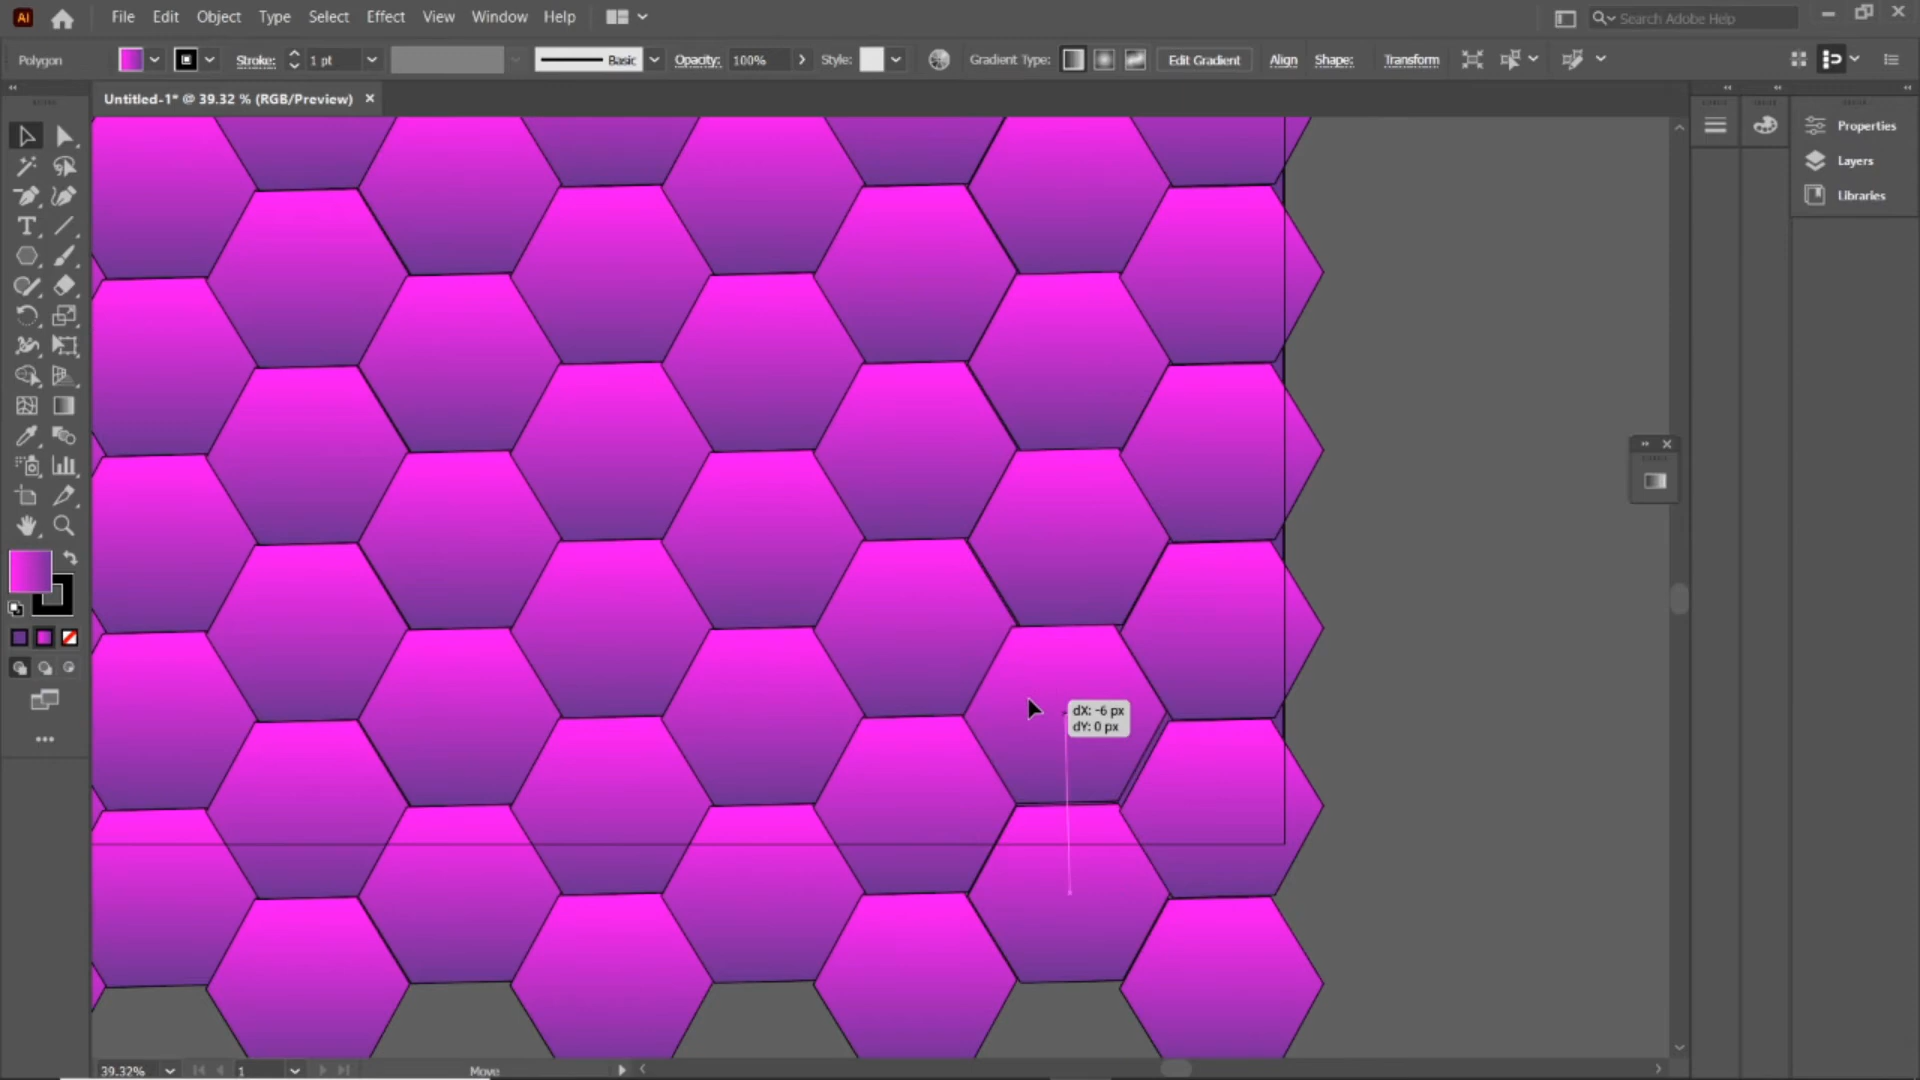 Ai File Edit Object Type Select Effect View Window Help Search Adobe Help
Polygon Stroke: 1 pt Basic Opacity: 100% Style: Gradient Type: Edit Gradient Align Shape: Transform
Untitled-1* @ 39.32 % (RGB/Preview)
Properties
Layers
Libraries
T
dX: -6 px
dY: 0 px
39.32% 1 Move